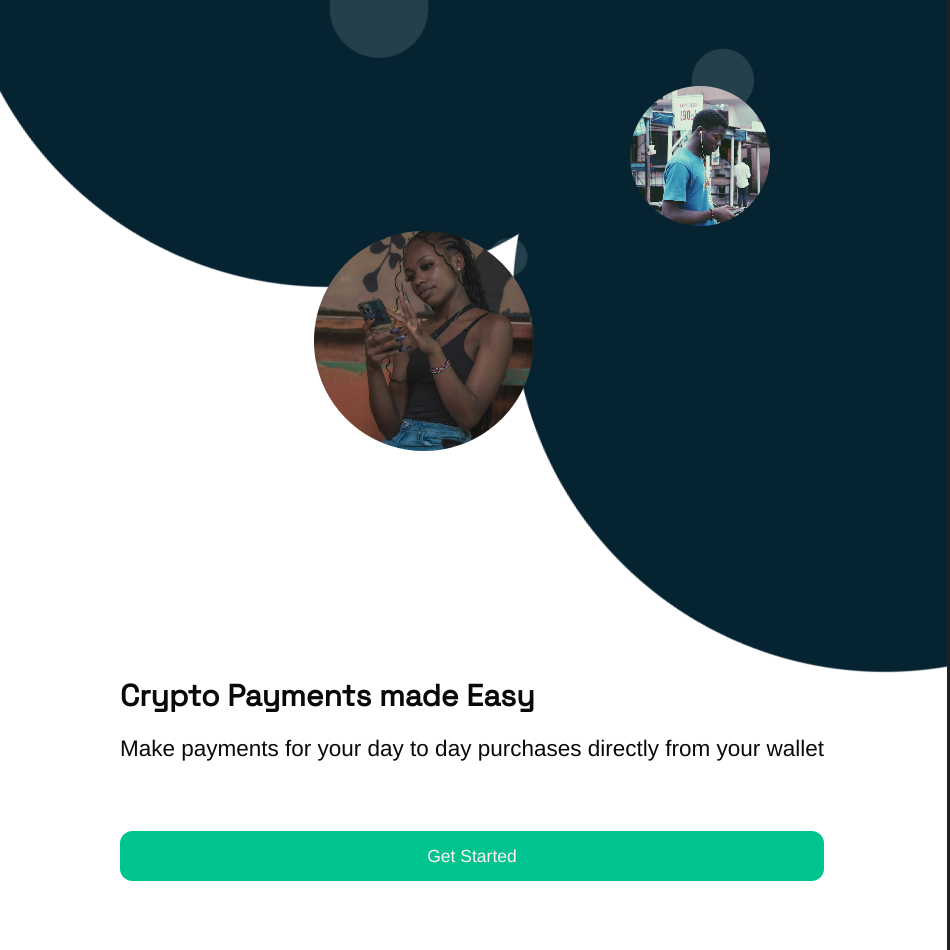 Crypto Payments made Easy
Make payments for your day to day purchases directly from your wallet
Get Started